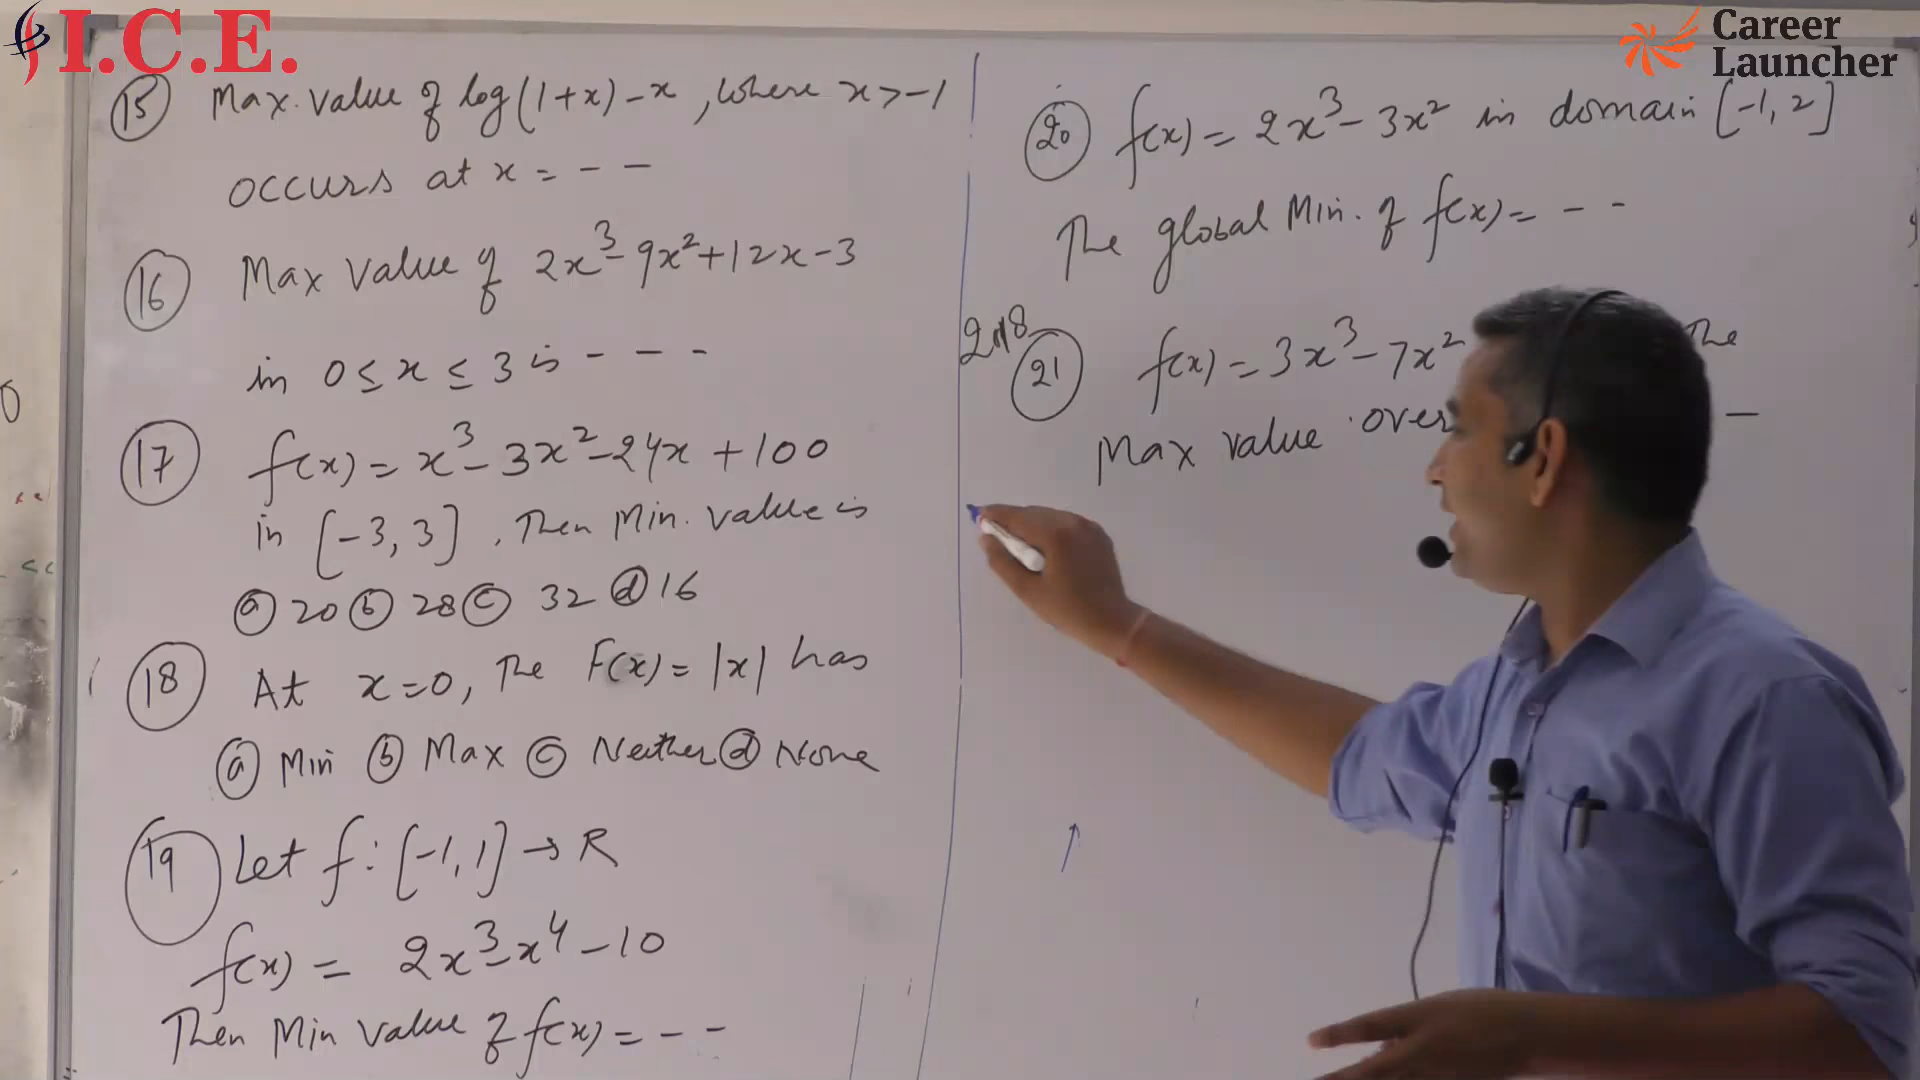 I.C.E.
Career
Launcher
15 Max. value of log(1+x)-x, where x>-1
occurs at x = - -
16 Max value of 2x³-9x²+12x-3
in 0≤x≤3 is - - -
17 f(x) = x³-3x²-24x+100
in [-3,3], Then Min. value is
a 20 b 28 c 32 d 16
18 At x=0, The F(x)=|x| has
a Min b Max c Neither d None
19 Let f: [-1,1]→R
f(x) = 2x³-x⁴-10
Then Min value of f(x) = - -
20 f(x) = 2x³-3x² in domain [-1,2]
The global Min. of f(x) = - -
2018
21 f(x) = 3x³-7x² The
Max value over –